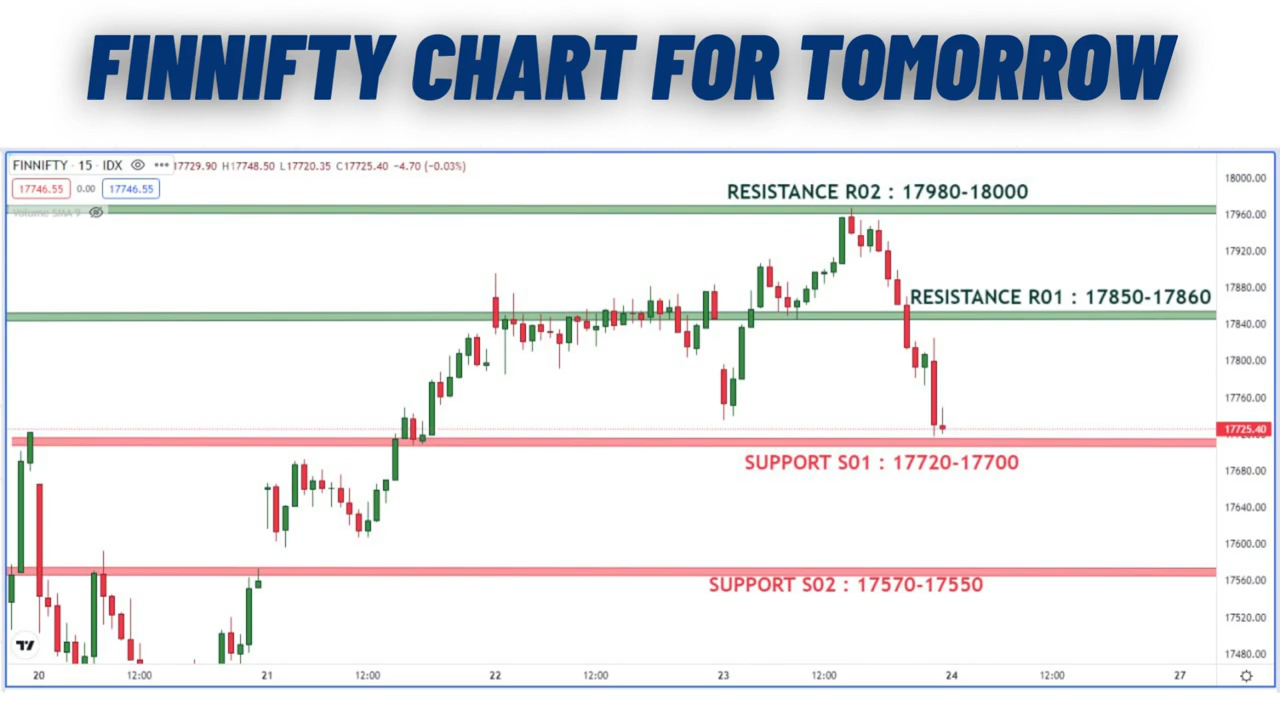 FINNIFTY CHART FOR TOMORROW
FINNIFTY · 15 · IDX ••• 17729.90 H17748.50 L17720.35 C17725.40 −4.70 (−0.03%)
17746.55 0.00 17746.55
Volume SMA 9
RESISTANCE R02 : 17980-18000
RESISTANCE R01 : 17850-17860
SUPPORT S01 : 17720-17700
SUPPORT S02 : 17570-17550
18000.00
17960.00
17920.00
17880.00
17840.00
17800.00
17760.00
17725.40
17680.00
17640.00
17600.00
17560.00
17520.00
17480.00
20 12:00 21 12:00 22 12:00 23 12:00 24 12:00 27